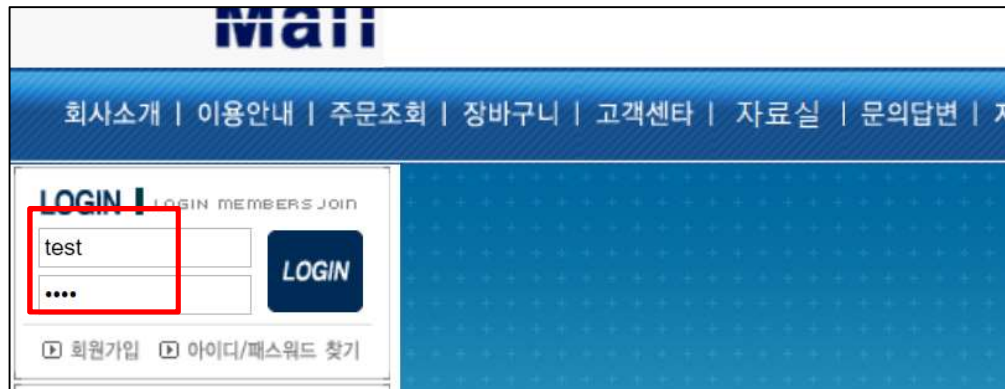 Mall
회사소개 | 이용안내 | 주문조회 | 장바구니 | 고객센타 | 자료실 | 문의답변 |
LOGIN LOGIN MEMBERS JOIN
test
••••
LOGIN
회원가입 아이디/패스워드 찾기